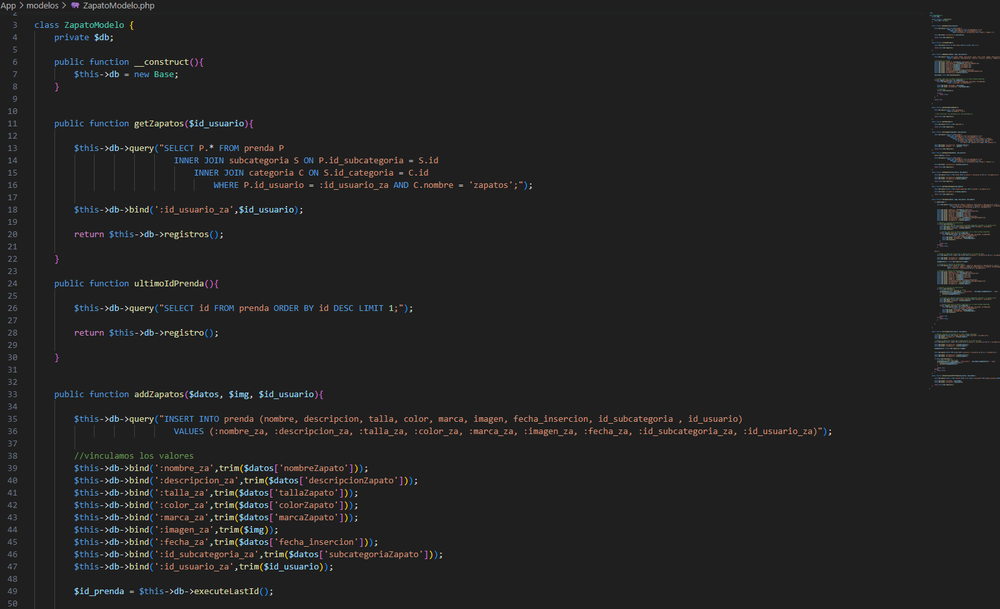 App > modelos > ZapatoModelo.php
2
3 class ZapatoModelo {
4 private $db;
5
6 public function __construct(){
7 $this->db = new Base;
8 }
9
10
11 public function getZapatos($id_usuario){
12
13 $this->db->query("SELECT P.* FROM prenda P
14 INNER JOIN subcategoria S ON P.id_subcategoria = S.id
15 INNER JOIN categoria C ON S.id_categoria = C.id
16 WHERE P.id_usuario = :id_usuario_za AND C.nombre = 'zapatos';");
17
18 $this->db->bind(':id_usuario_za',$id_usuario);
19
20 return $this->db->registros();
21
22 }
23
24 public function ultimoIdPrenda(){
25
26 $this->db->query("SELECT id FROM prenda ORDER BY id DESC LIMIT 1;");
27
28 return $this->db->registro();
29
30 }
31
32
33 public function addZapatos($datos, $img, $id_usuario){
34
35 $this->db->query("INSERT INTO prenda (nombre, descripcion, talla, color, marca, imagen, fecha_insercion, id_subcategoria , id_usuario)
36 VALUES (:nombre_za, :descripcion_za, :talla_za, :color_za, :marca_za, :imagen_za, :fecha_za, :id_subcategoria_za, :id_usuario_za)");
37
38 //vinculamos los valores
39 $this->db->bind(':nombre_za',trim($datos['nombreZapato']));
40 $this->db->bind(':descripcion_za',trim($datos['descripcionZapato']));
41 $this->db->bind(':talla_za',trim($datos['tallaZapato']));
42 $this->db->bind(':color_za',trim($datos['colorZapato']));
43 $this->db->bind(':marca_za',trim($datos['marcaZapato']));
44 $this->db->bind(':imagen_za',trim($img));
45 $this->db->bind(':fecha_za',trim($datos['fecha_insercion']));
46 $this->db->bind(':id_subcategoria_za',trim($datos['subcategoriaZapato']));
47 $this->db->bind(':id_usuario_za',trim($id_usuario));
48
49 $id_prenda = $this->db->executeLastId();
50